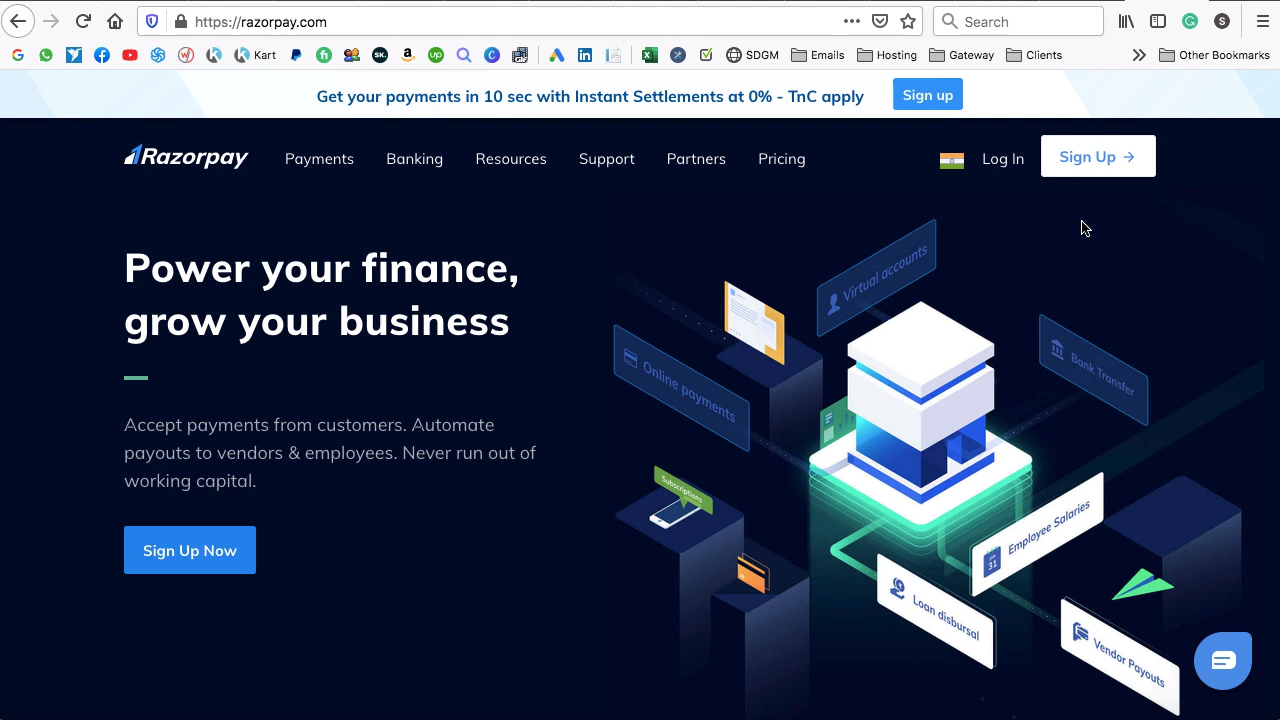 https://razorpay.com
Search
Kart
SDGM
Emails
Hosting
Gateway
Clients
Other Bookmarks
Get your payments in 10 sec with Instant Settlements at 0% - TnC apply
Sign up
Razorpay
Payments
Banking
Resources
Support
Partners
Pricing
Log In
Sign Up →
Power your finance,
grow your business
Accept payments from customers. Automate
payouts to vendors & employees. Never run out of
working capital.
Sign Up Now
Virtual accounts
Online payments
Bank Transfer
Subscriptions
Employee Salaries
31
Loan disbursal
Vendor Payouts